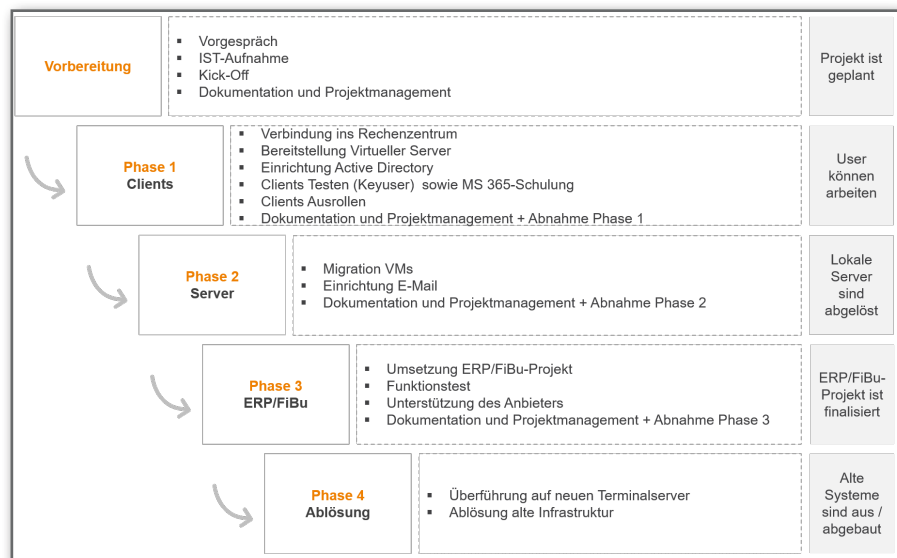 Vorbereitung
▪ Vorgespräch
▪ IST-Aufnahme
▪ Kick-Off
▪ Dokumentation und Projektmanagement
Projekt ist
geplant
Phase 1
Clients
▪ Verbindung ins Rechenzentrum
▪ Bereitstellung Virtueller Server
▪ Einrichtung Active Directory
▪ Clients Testen (Keyuser) sowie MS 365-Schulung
▪ Clients Ausrollen
▪ Dokumentation und Projektmanagement + Abnahme Phase 1
User
können
arbeiten
Phase 2
Server
▪ Migration VMs
▪ Einrichtung E-Mail
▪ Dokumentation und Projektmanagement + Abnahme Phase 2
Lokale
Server
sind
abgelöst
Phase 3
ERP/FiBu
▪ Umsetzung ERP/FiBu-Projekt
▪ Funktionstest
▪ Unterstützung des Anbieters
▪ Dokumentation und Projektmanagement + Abnahme Phase 3
ERP/FiBu-
Projekt ist
finalisiert
Phase 4
Ablösung
▪ Überführung auf neuen Terminalserver
▪ Ablösung alte Infrastruktur
Alte
Systeme
sind aus /
abgebaut